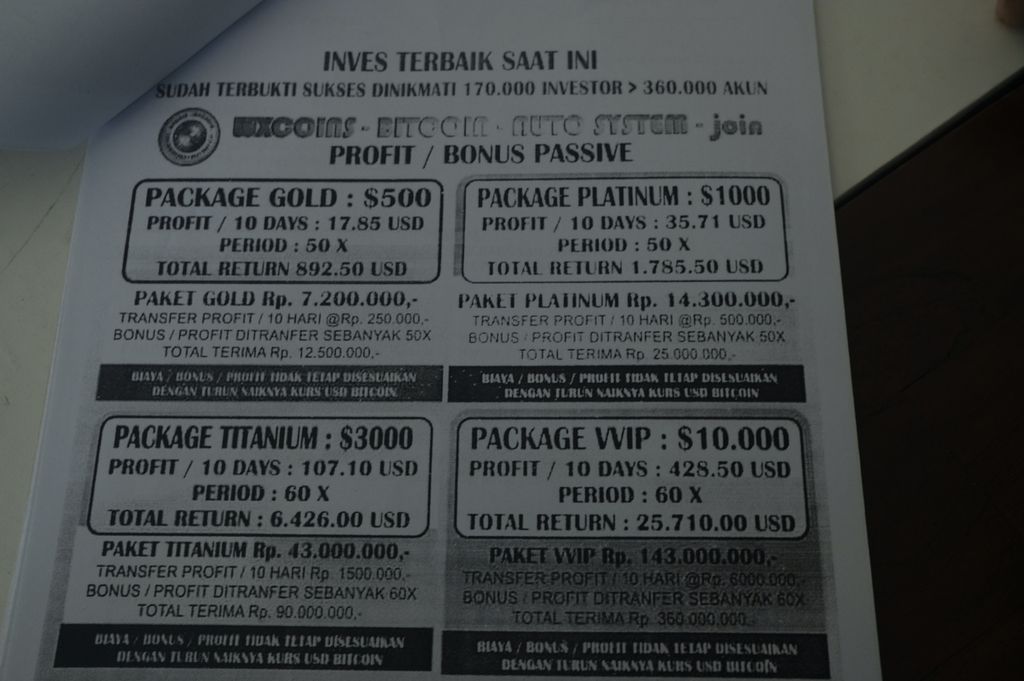 INVES TERBAIK SAAT INI
SUDAH TERBUKTI SUKSES DINIKMATI 170.000 INVESTOR > 360.000 AKUN
BITCOIN - AUTO SYSTEM - join
PROFIT / BONUS PASSIVE
PACKAGE GOLD : $500
PROFIT / 10 DAYS : 17.85 USD
PERIOD : 50 X
TOTAL RETURN 892.50 USD
PAKET GOLD Rp. 7.200.000,-
TRANSFER PROFIT / 10 HARI @Rp. 250.000,-
BONUS / PROFIT DITRANFER SEBANYAK 50X
TOTAL TERIMA Rp. 12.500.000,-
BIAYA / BONUS / PROFIT TIDAK TETAP DISESUAIKAN
DENGAN TURUN NAIKNYA KURS USD BITCOIN
PACKAGE PLATINUM : $1000
PROFIT / 10 DAYS : 35.71 USD
PERIOD : 50 X
TOTAL RETURN 1.785.50 USD
PAKET PLATINUM Rp. 14.300.000,-
TRANSFER PROFIT / 10 HARI @Rp. 500.000,-
BONUS / PROFIT DITRANFER SEBANYAK 50X
TOTAL TERIMA Rp. 25.000.000,-
BIAYA / BONUS / PROFIT TIDAK TETAP DISESUAIKAN
DENGAN TURUN NAIKNYA KURS USD BITCOIN
PACKAGE TITANIUM : $3000
PROFIT / 10 DAYS : 107.10 USD
PERIOD : 60 X
TOTAL RETURN : 6.426.00 USD
PAKET TITANIUM Rp. 43.000.000,-
TRANSFER PROFIT / 10 HARI Rp. 1500.000,-
BONUS / PROFIT DITRANFER SEBANYAK 60X
TOTAL TERIMA Rp. 90.000.000,-
BIAYA / BONUS / PROFIT TIDAK TETAP DISESUAIKAN
DENGAN TURUN NAIKNYA KURS USD BITCOIN
PACKAGE VVIP : $10.000
PROFIT / 10 DAYS : 428.50 USD
PERIOD : 60 X
TOTAL RETURN : 25.710.00 USD
PAKET VVIP Rp. 143.000.000,-
TRANSFER PROFIT / 10 HARI @Rp. 6000.000,-
BONUS / PROFIT DITRANFER SEBANYAK 60X
TOTAL TERIMA Rp. 360.000.000,-
BIAYA / BONUS / PROFIT TIDAK TETAP DISESUAIKAN
DENGAN TURUN NAIKNYA KURS USD BITCOIN